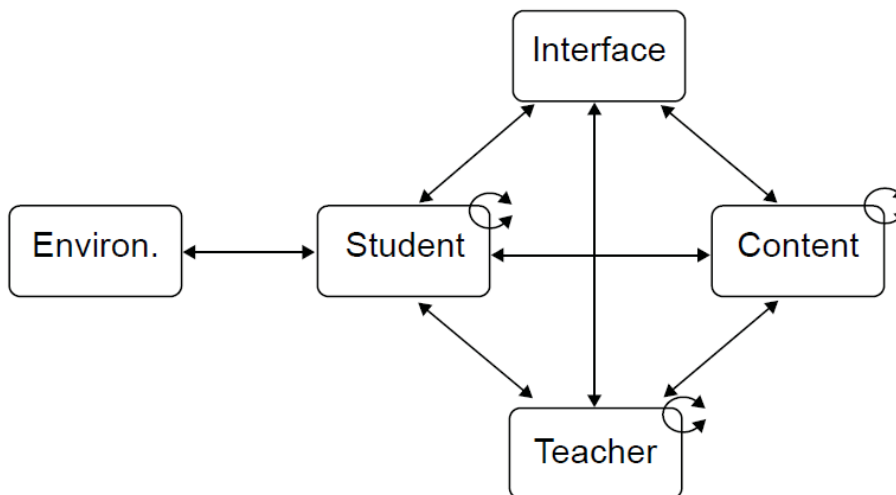 Interface
Environ.
Student
Content
Teacher